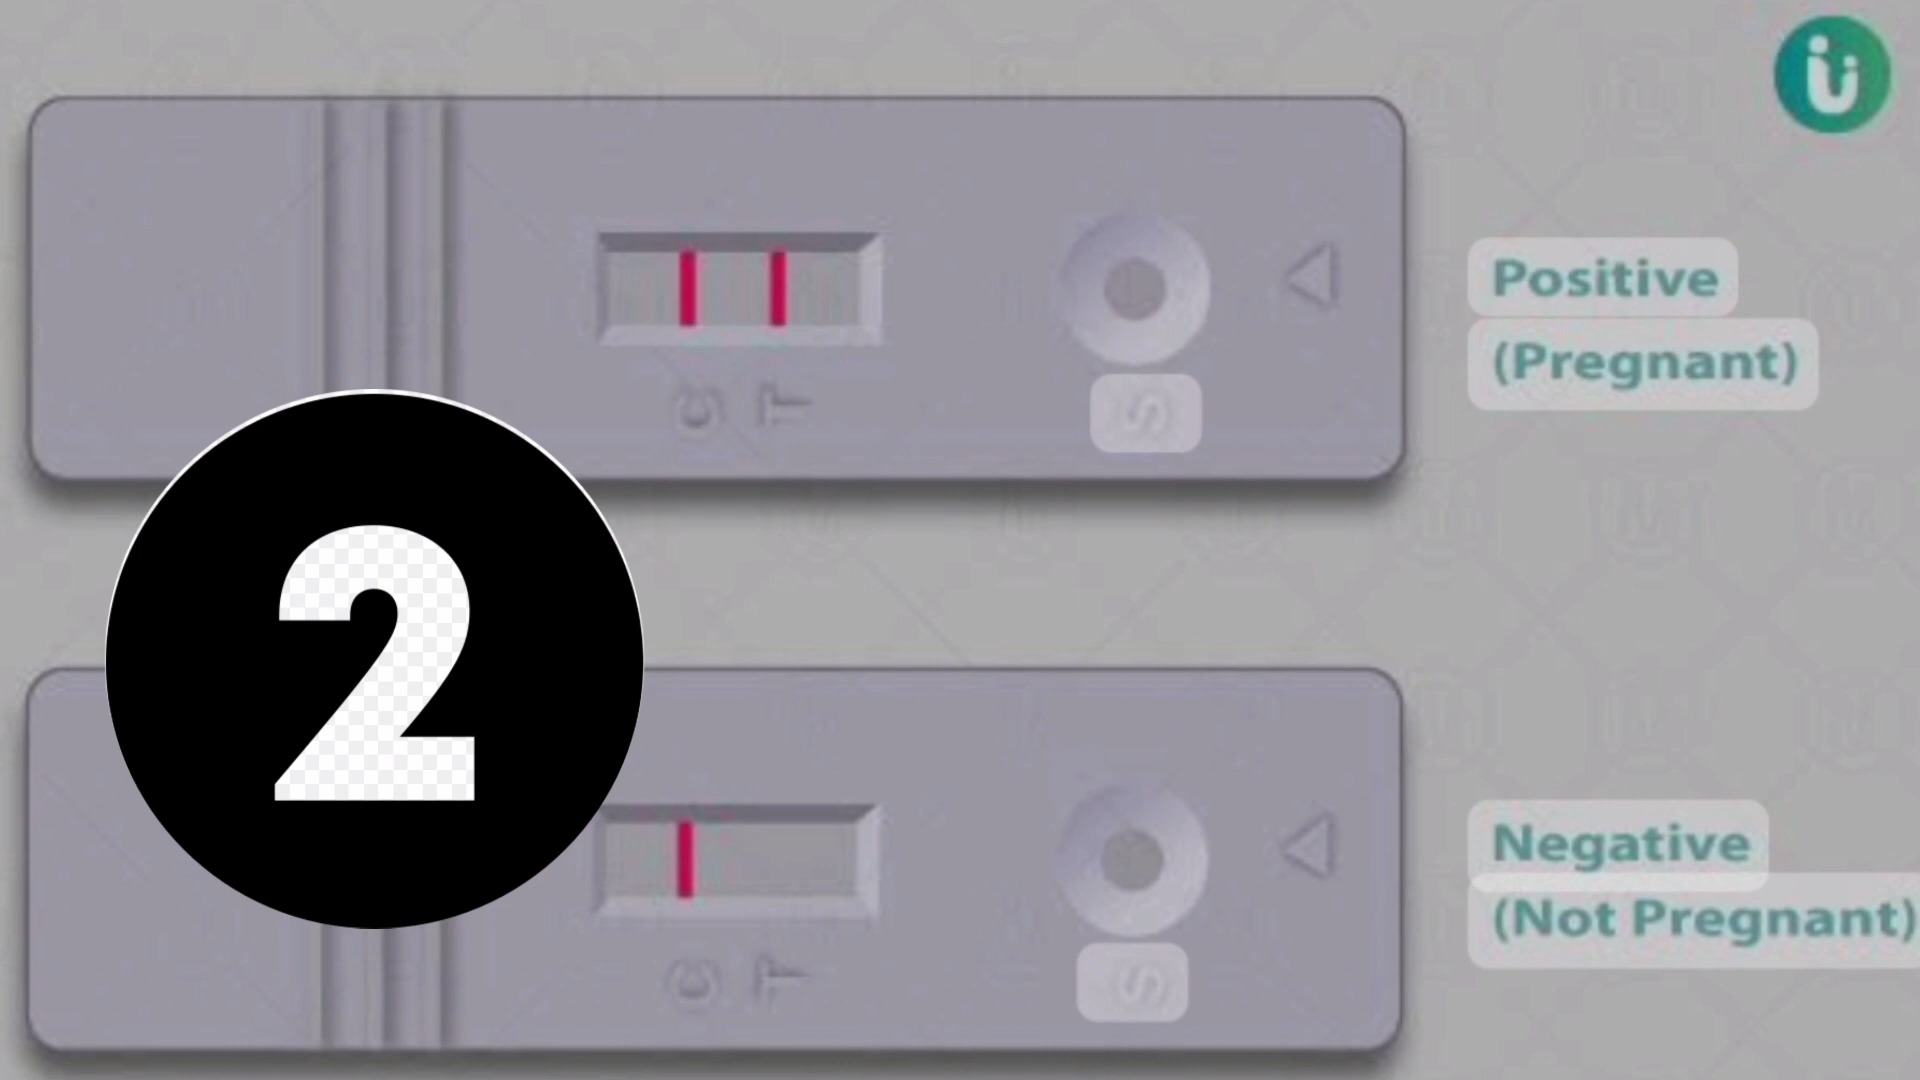 Positive
(Pregnant)
C T
S
2
Negative
(Not Pregnant)
C T
S